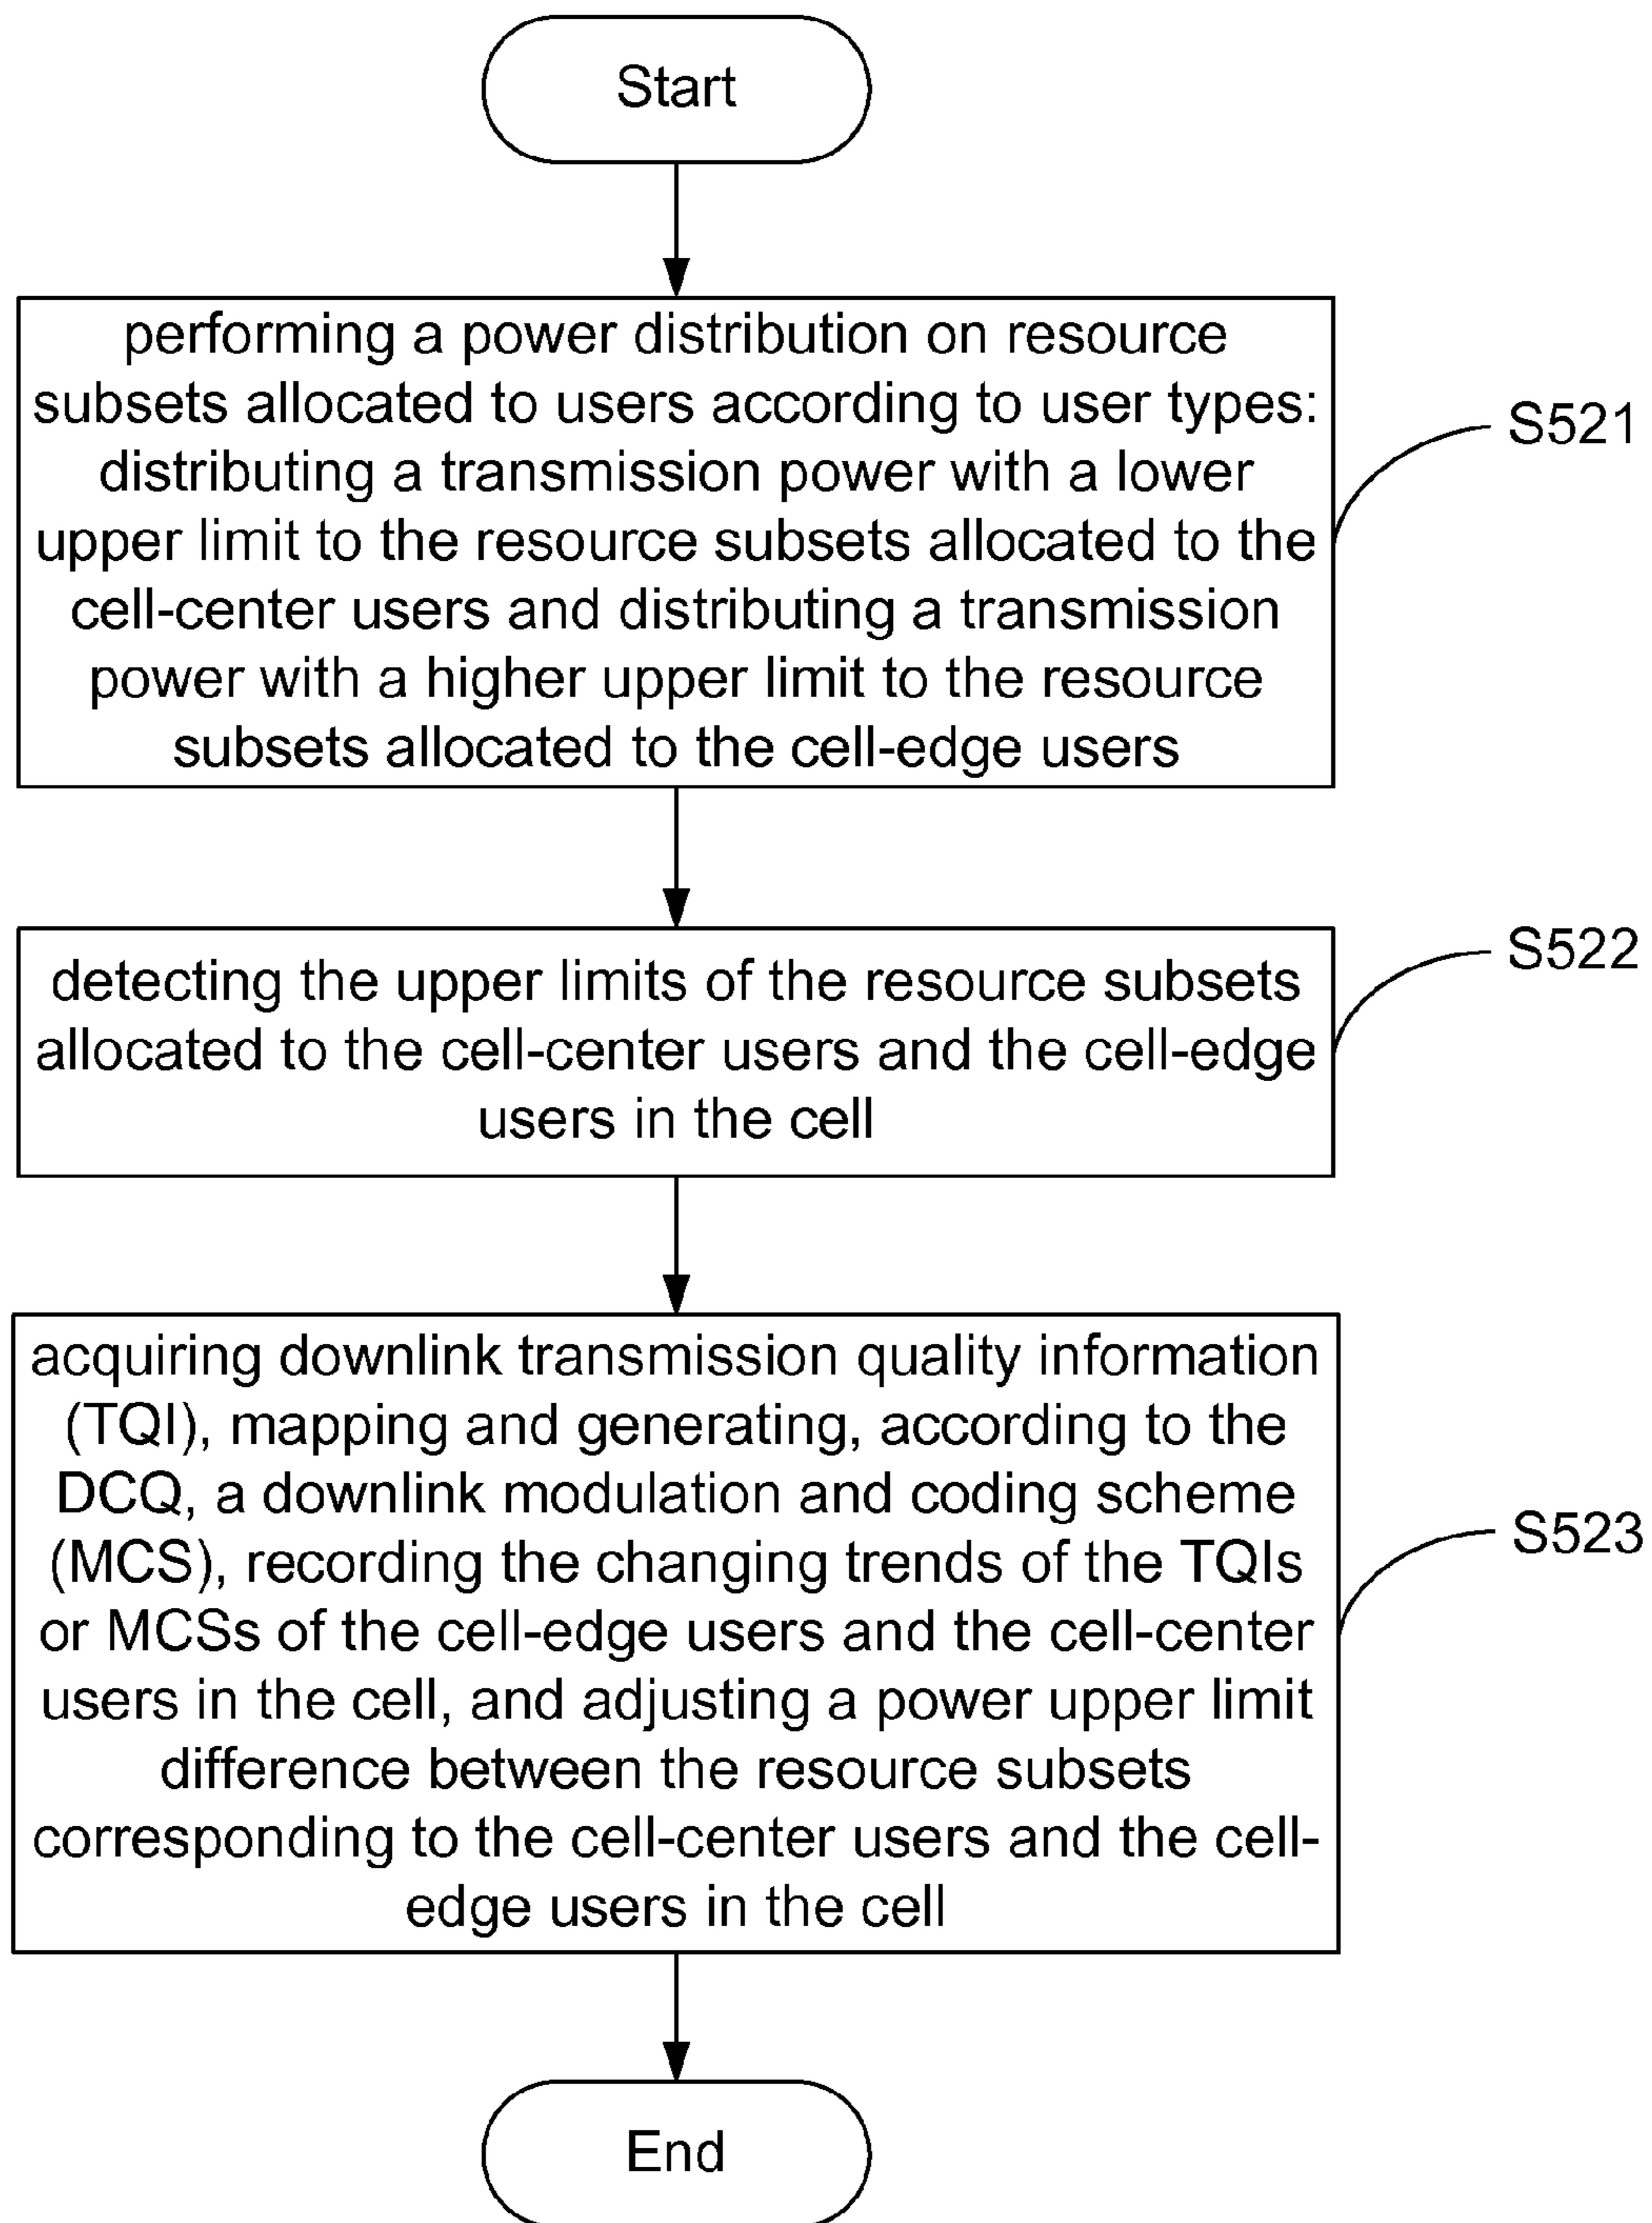 Start
performing a power distribution on resource
subsets allocated to users according to user types:
distributing a transmission power with a lower
upper limit to the resource subsets allocated to the
cell-center users and distributing a transmission
power with a higher upper limit to the resource
subsets allocated to the cell-edge users
S521
detecting the upper limits of the resource subsets
allocated to the cell-center users and the cell-edge
users in the cell
S522
acquiring downlink transmission quality information
(TQI), mapping and generating, according to the
DCQ, a downlink modulation and coding scheme
(MCS), recording the changing trends of the TQIs
or MCSs of the cell-edge users and the cell-center
users in the cell, and adjusting a power upper limit
difference between the resource subsets
corresponding to the cell-center users and the cell-
edge users in the cell
S523
End